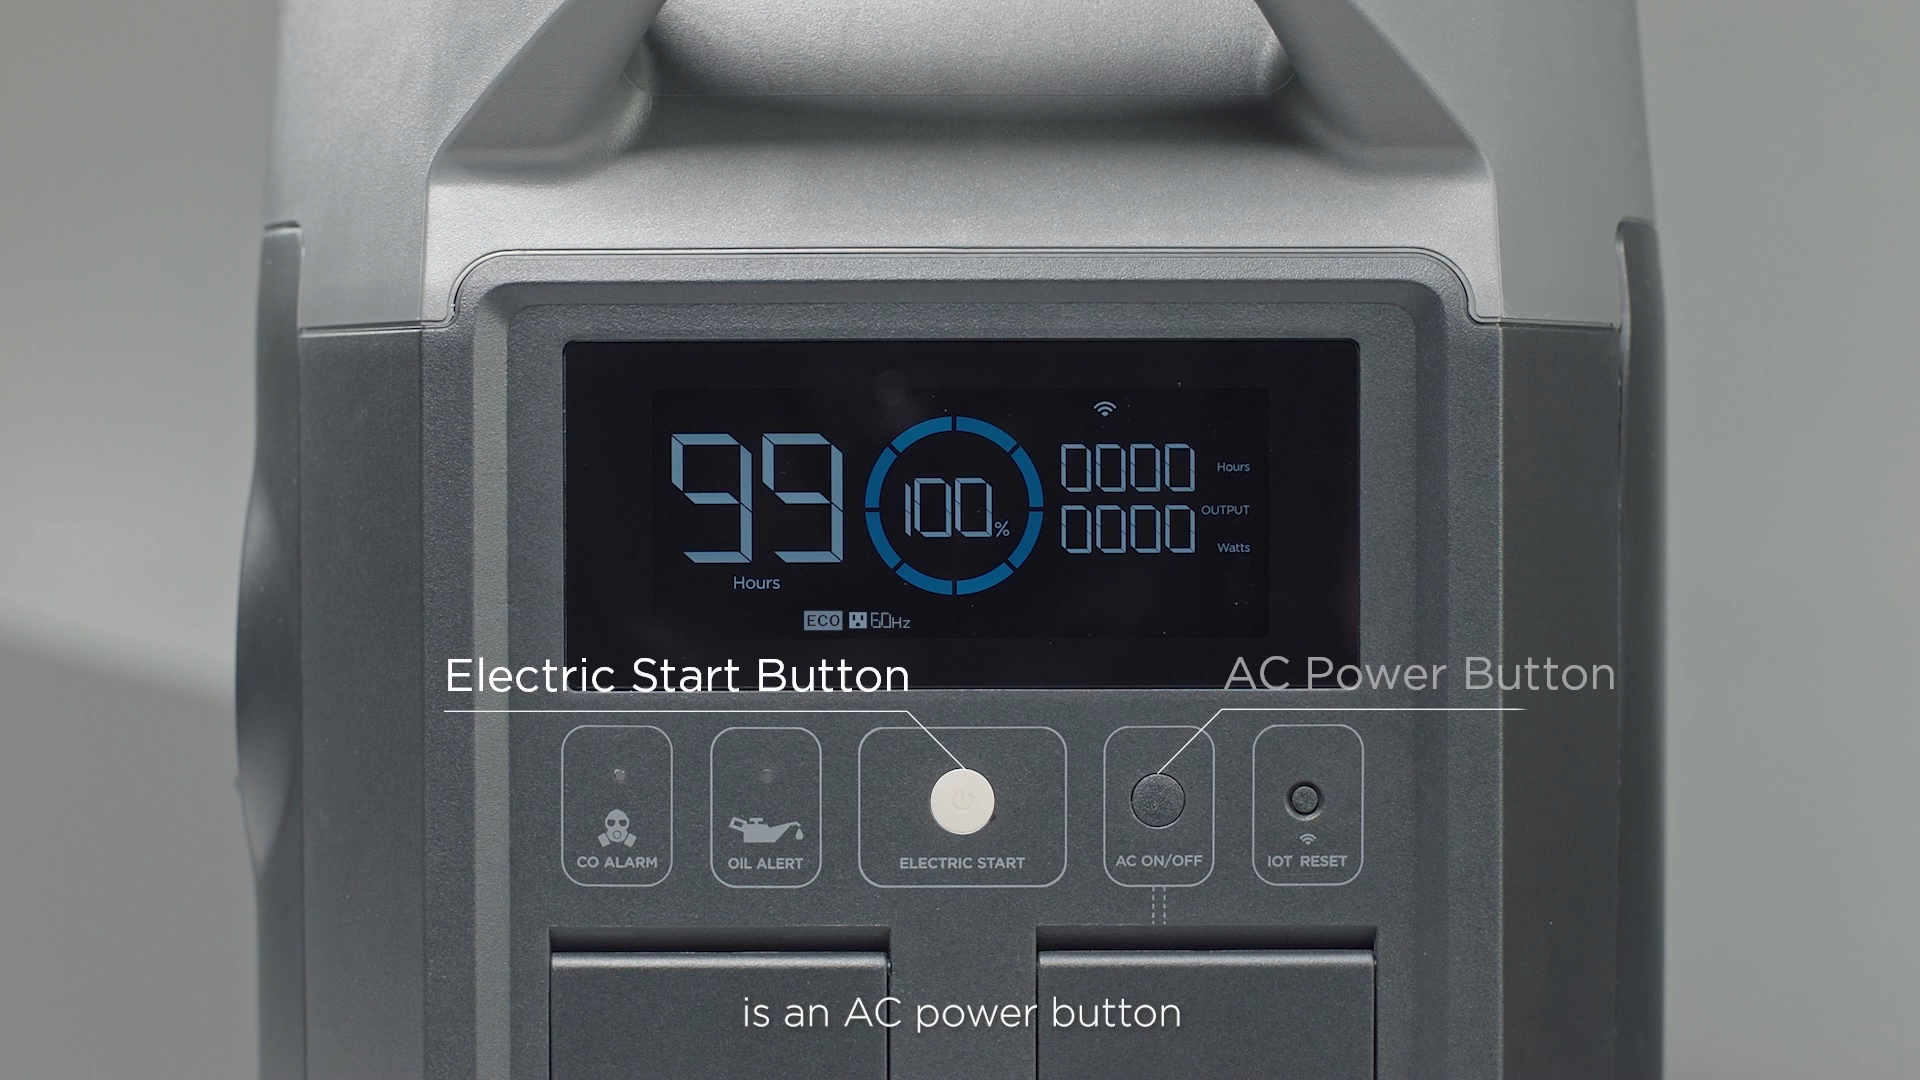 99
Hours
100%
0000 Hours
OUTPUT
0000 Watts
ECO 60Hz
Electric Start Button
AC Power Button
CO ALARM
OIL ALERT
ELECTRIC START
AC ON/OFF
IOT RESET
is an AC power button